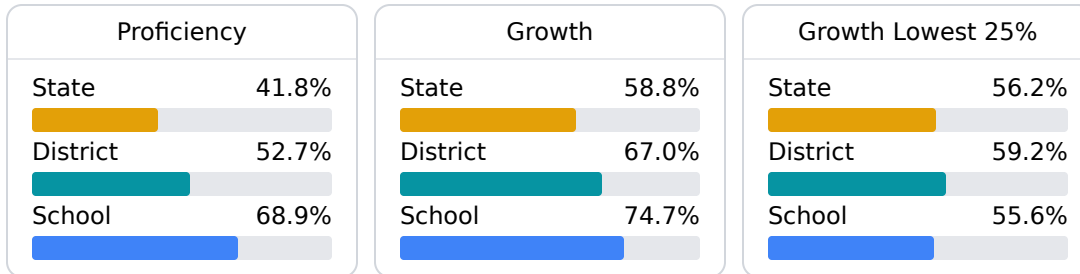 Proficiency
State 41.8%
District 52.7%
School 68.9%
Growth
State 58.8%
District 67.0%
School 74.7%
Growth Lowest 25%
State 56.2%
District 59.2%
School 55.6%